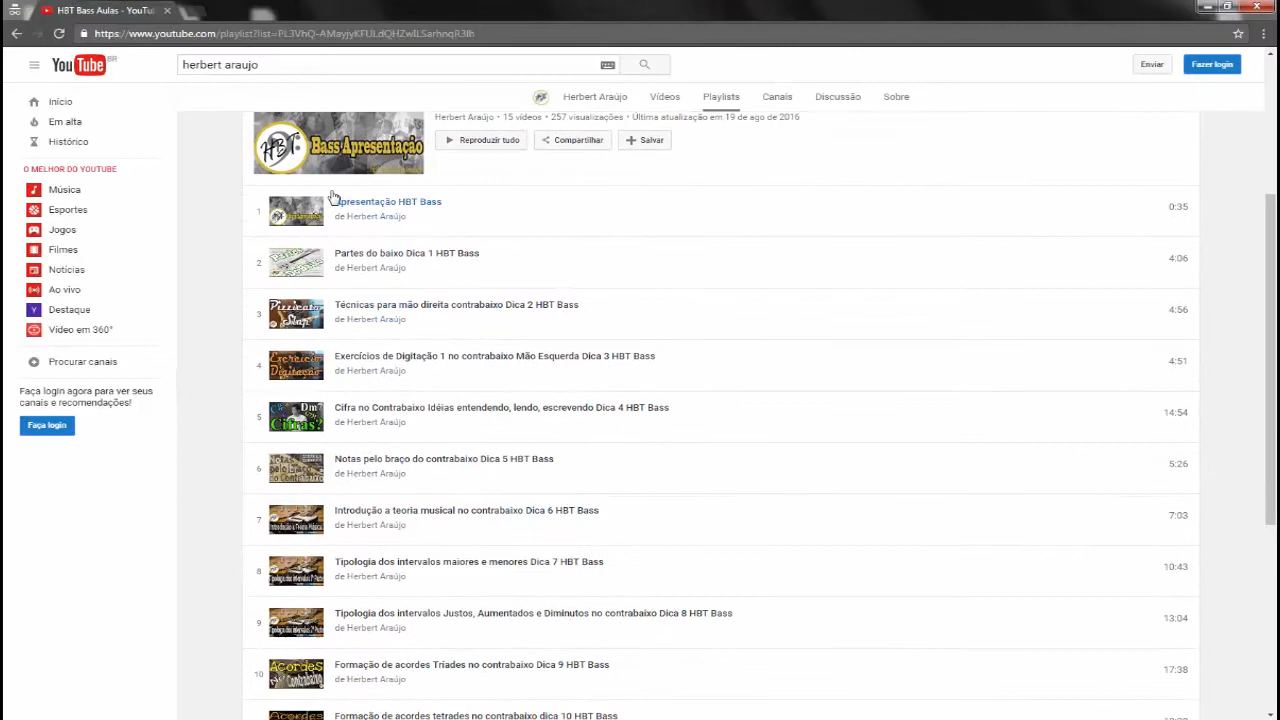 HBT Bass Aulas - YouTu
https://www.youtube.com/playlist?list=PL3VhQ-AMayjyKFULdQHZwILSarhnqR3Ih
YouTube BR
herbert araujo
Enviar
Fazer login
Herbert Araújo
Vídeos
Playlists
Canais
Discussão
Sobre
Início
Em alta
Histórico
O MELHOR DO YOUTUBE
Música
Esportes
Jogos
Filmes
Notícias
Ao vivo
Destaque
Vídeo em 360°
Procurar canais
Faça login agora para ver seus
canais e recomendações!
Faça login
HBT Bass Apresentação
Herbert Araújo • 15 vídeos • 257 visualizações • Última atualização em 19 de ago de 2016
Reproduzir tudo
Compartilhar
Salvar
1 Apresentação HBT Bass 0:35
de Herbert Araújo
2 Partes do baixo Dica 1 HBT Bass 4:06
de Herbert Araújo
3 Pizzicato Slap Técnicas para mão direita contrabaixo Dica 2 HBT Bass 4:56
de Herbert Araújo
4 Exercício Digitação Exercícios de Digitação 1 no contrabaixo Mão Esquerda Dica 3 HBT Bass 4:51
de Herbert Araújo
5 Dm7 Cifras? Cifra no Contrabaixo Idéias entendendo, lendo, escrevendo Dica 4 HBT Bass 14:54
de Herbert Araújo
6 Notas pelo braço do contrabaixo Dica 5 HBT Bass 5:26
de Herbert Araújo
7 Introdução a teoria musical no contrabaixo Dica 6 HBT Bass 7:03
de Herbert Araújo
8 Tipologia dos intervalos maiores e menores Dica 7 HBT Bass 10:43
de Herbert Araújo
9 Tipologia dos intervalos Justos, Aumentados e Diminutos no contrabaixo Dica 8 HBT Bass 13:04
de Herbert Araújo
10 Acordes No Contrabaixo Formação de acordes Tríades no contrabaixo Dica 9 HBT Bass 17:38
de Herbert Araújo
Acordes Formação de acordes tetrades no contrabaixo dica 10 HBT Bass